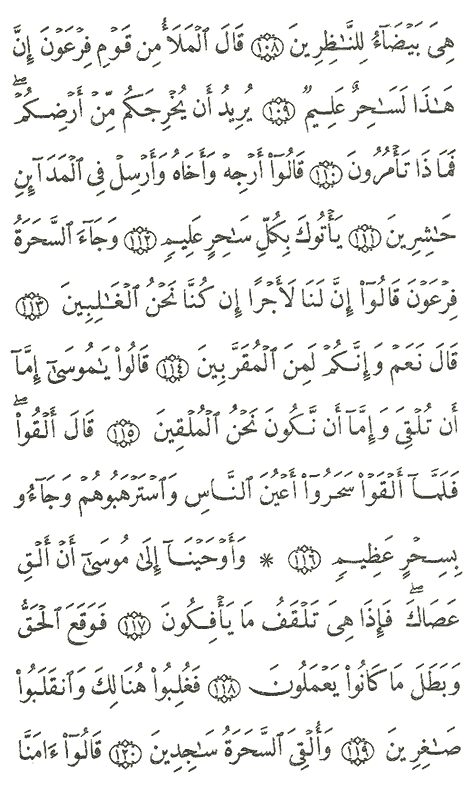 هِىَ بَيْضَآءُ لِلنَّـٰظِرِينَ ١٠٨ قَالَ ٱلْمَلَأُ مِن قَوْمِ فِرْعَوْنَ إِنَّ
هَـٰذَا لَسَـٰحِرٌ عَلِيمٌ ١٠٩ يُرِيدُ أَن يُخْرِجَكُم مِّنْ أَرْضِكُمْ ۖ
فَمَاذَا تَأْمُرُونَ ١١٠ قَالُوٓا۟ أَرْجِهْ وَأَخَاهُ وَأَرْسِلْ فِى ٱلْمَدَآئِنِ
حَـٰشِرِينَ ١١١ يَأْتُوكَ بِكُلِّ سَـٰحِرٍ عَلِيمٍ ١١٢ وَجَآءَ ٱلسَّحَرَةُ
فِرْعَوْنَ قَالُوٓا۟ إِنَّ لَنَا لَأَجْرًا إِن كُنَّا نَحْنُ ٱلْغَـٰلِبِينَ ١١٣
قَالَ نَعَمْ وَإِنَّكُمْ لَمِنَ ٱلْمُقَرَّبِينَ ١١٤ قَالُوا۟ يَـٰمُوسَىٰٓ إِمَّآ
أَن تُلْقِىَ وَإِمَّآ أَن نَّكُونَ نَحْنُ ٱلْمُلْقِينَ ١١٥ قَالَ أَلْقُوا۟ ۖ
فَلَمَّآ أَلْقَوْا۟ سَحَرُوٓا۟ أَعْيُنَ ٱلنَّاسِ وَٱسْتَرْهَبُوهُمْ وَجَآءُو
بِسِحْرٍ عَظِيمٍ ١١٦ * وَأَوْحَيْنَآ إِلَىٰ مُوسَىٰٓ أَنْ أَلْقِ
عَصَاكَ ۖ فَإِذَا هِىَ تَلْقَفُ مَا يَأْفِكُونَ ١١٧ فَوَقَعَ ٱلْحَقُّ
وَبَطَلَ مَا كَانُوا۟ يَعْمَلُونَ ١١٨ فَغُلِبُوا۟ هُنَالِكَ وَٱنقَلَبُوا۟
صَـٰغِرِينَ ١١٩ وَأُلْقِىَ ٱلسَّحَرَةُ سَـٰجِدِينَ ١٢٠ قَالُوٓا۟ ءَامَنَّا